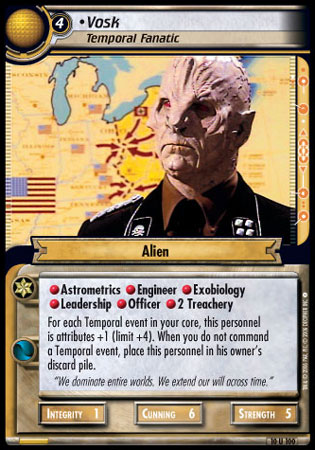 4 •Vosk
Temporal Fanatic
Alien
Astrometrics Engineer Exobiology
Leadership Officer 2 Treachery
For each Temporal event in your core, this personnel
is attributes +1 (limit +4). When you do not command
a Temporal event, place this personnel in his owner's
discard pile.
"We dominate entire worlds. We extend our will across time."
INTEGRITY 1 CUNNING 6 STRENGTH 5
10 U 100